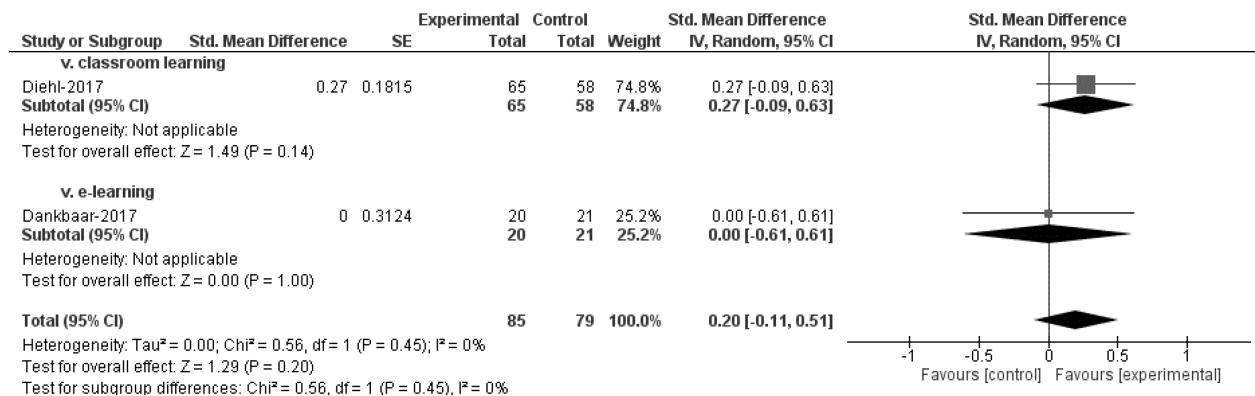 Experimental Control Std. Mean Difference Std. Mean Difference
Study or Subgroup Std. Mean Difference SE Total Total Weight IV, Random, 95% CI IV, Random, 95% CI
v. classroom learning
Diehl-2017 0.27 0.1815 65 58 74.8% 0.27 [-0.09, 0.63]
Subtotal (95% CI) 65 58 74.8% 0.27 [-0.09, 0.63]
Heterogeneity: Not applicable
Test for overall effect: Z = 1.49 (P = 0.14)
v. e-learning
Dankbaar-2017 0 0.3124 20 21 25.2% 0.00 [-0.61, 0.61]
Subtotal (95% CI) 20 21 25.2% 0.00 [-0.61, 0.61]
Heterogeneity: Not applicable
Test for overall effect: Z = 0.00 (P = 1.00)
Total (95% CI) 85 79 100.0% 0.20 [-0.11, 0.51]
Heterogeneity: Tau² = 0.00; Chi² = 0.56, df = 1 (P = 0.45); I² = 0%
Test for overall effect: Z = 1.29 (P = 0.20)
Test for subgroup differences: Chi² = 0.56, df = 1 (P = 0.45), I² = 0%
-1 -0.5 0 0.5 1
Favours [control] Favours [experimental]